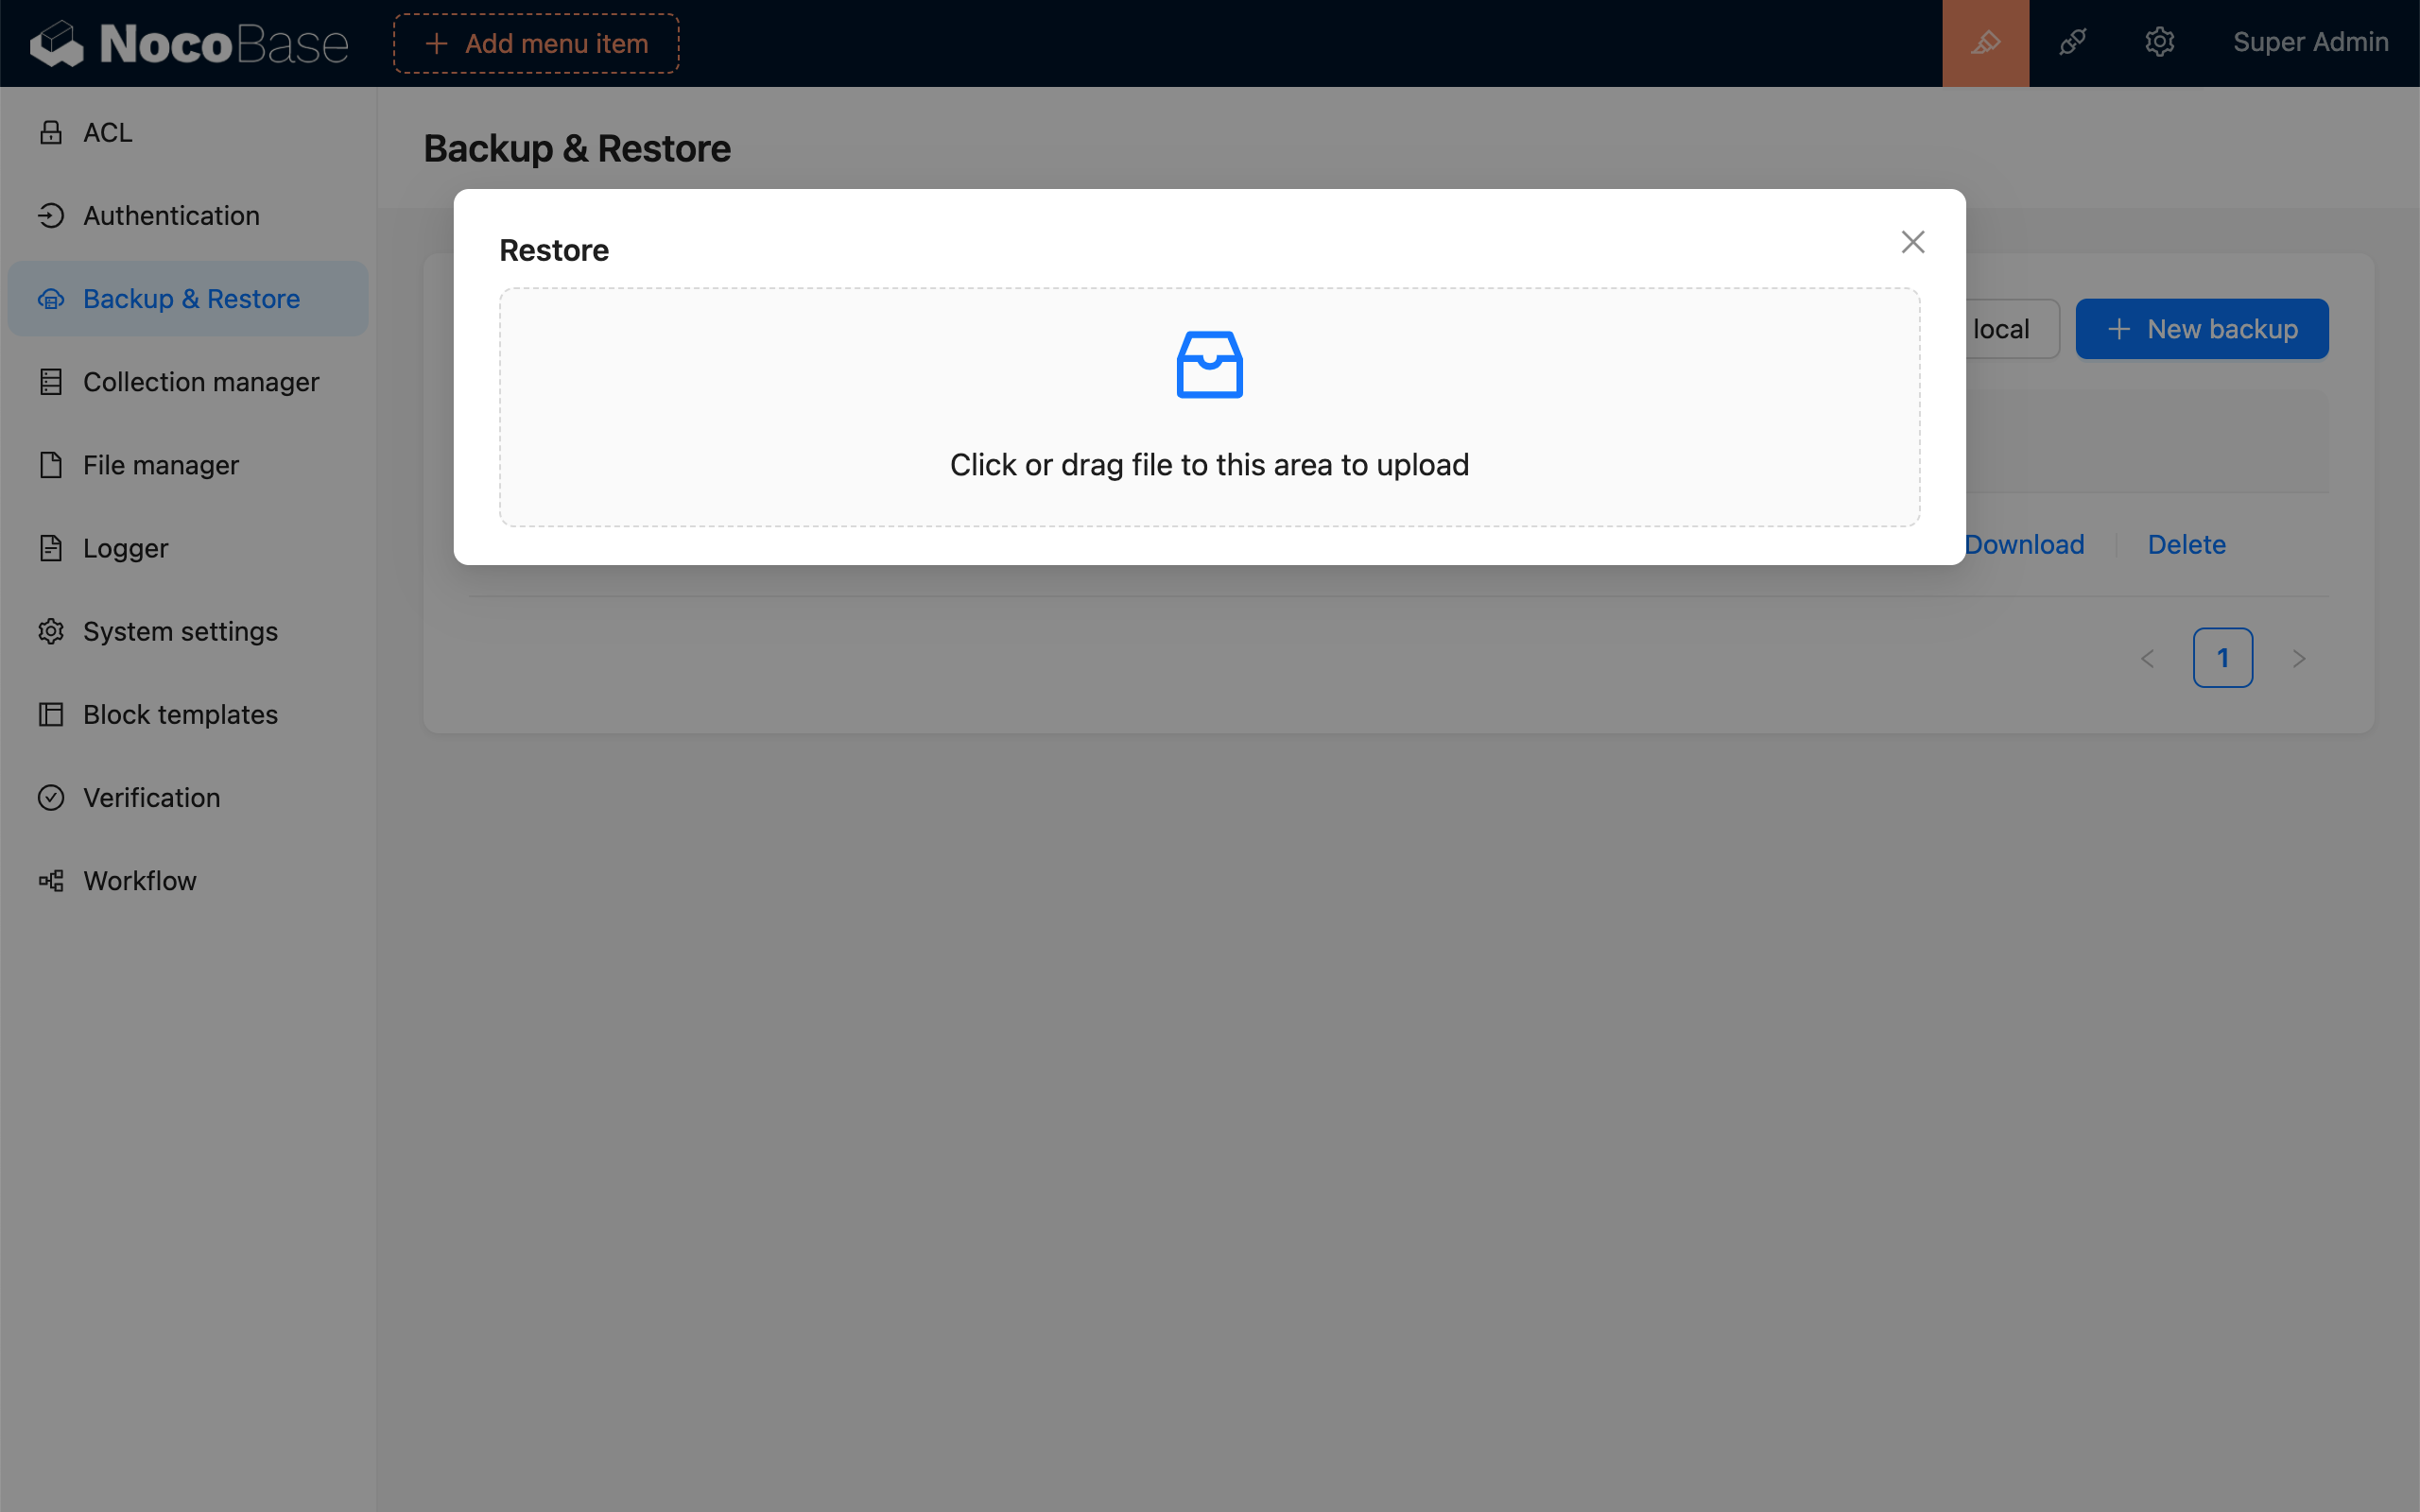 NocoBase
Add menu item
Super Admin
ACL
Authentication
Backup & Restore
Collection manager
File manager
Logger
System settings
Block templates
Verification
Workflow
Backup & Restore
Restore
Click or drag file to this area to upload
local
New backup
Download
Delete
1